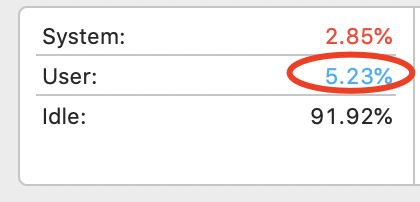 System: 2.85%
User: 5.23%
Idle: 91.92%